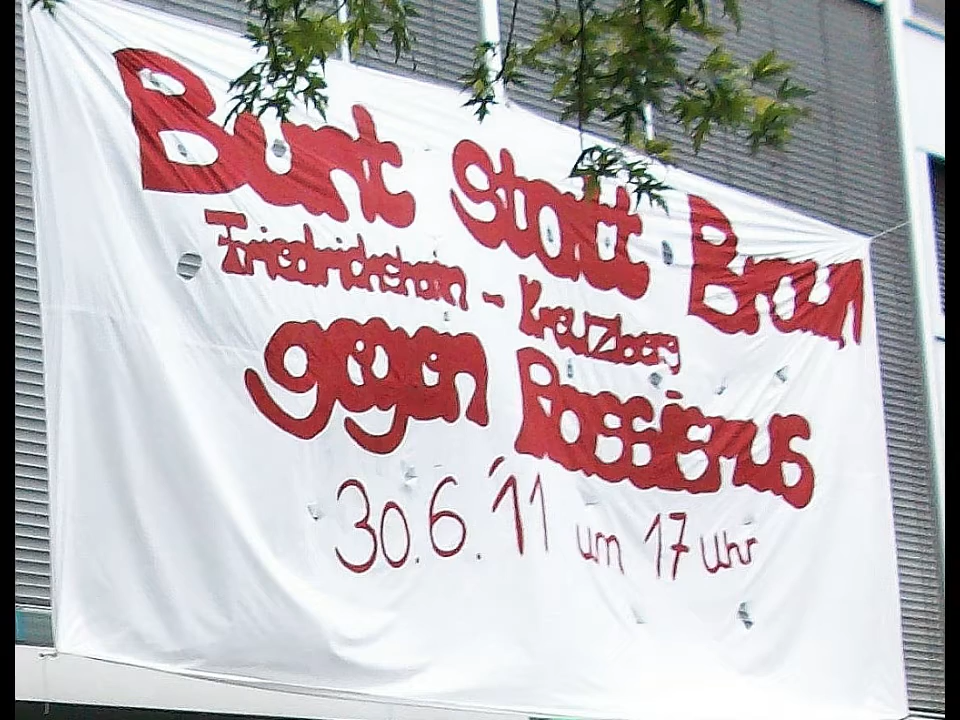 Bunt statt Braun
Friedrichshain - Kreuzberg
gegen Rassismus
30.6.'11 um 17 Uhr